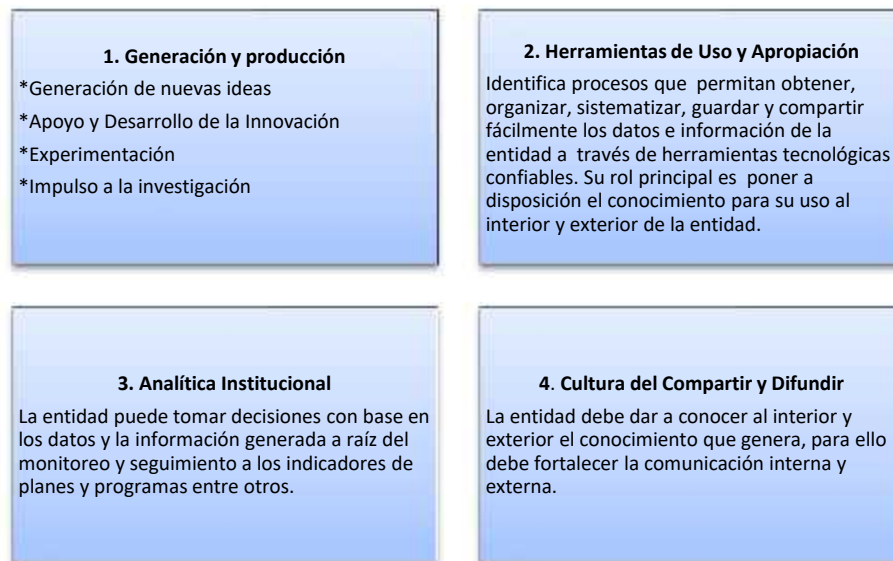 1. Generación y producción
*Generación de nuevas ideas
*Apoyo y Desarrollo de la Innovación
*Experimentación
*Impulso a la investigación
2. Herramientas de Uso y Apropiación
Identifica procesos que permitan obtener,
organizar, sistematizar, guardar y compartir
fácilmente los datos e información de la
entidad a través de herramientas tecnológicas
confiables. Su rol principal es poner a
disposición el conocimiento para su uso al
interior y exterior de la entidad.
3. Analítica Institucional
La entidad puede tomar decisiones con base en
los datos y la información generada a raíz del
monitoreo y seguimiento a los indicadores de
planes y programas entre otros.
4. Cultura del Compartir y Difundir
La entidad debe dar a conocer al interior y
exterior el conocimiento que genera, para ello
debe fortalecer la comunicación interna y
externa.